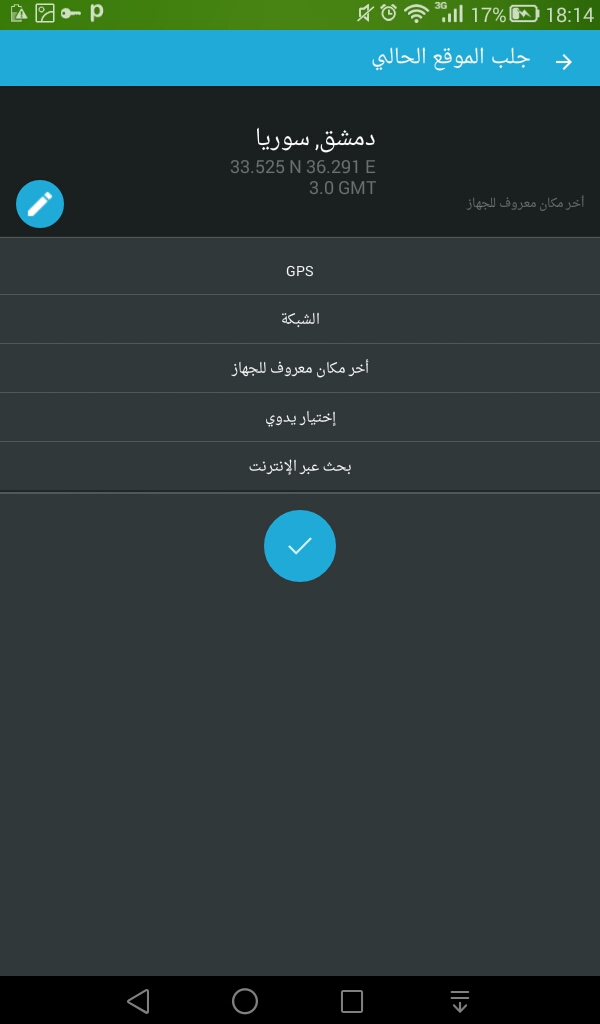 3G 17% 18:14
جلب الموقع الحالي
دمشق, سوريا
33.525 N 36.291 E
3.0 GMT
أخر مكان معروف للجهاز
GPS
الشبكة
أخر مكان معروف للجهاز
إختيار يدوي
بحث عبر الإنترنت